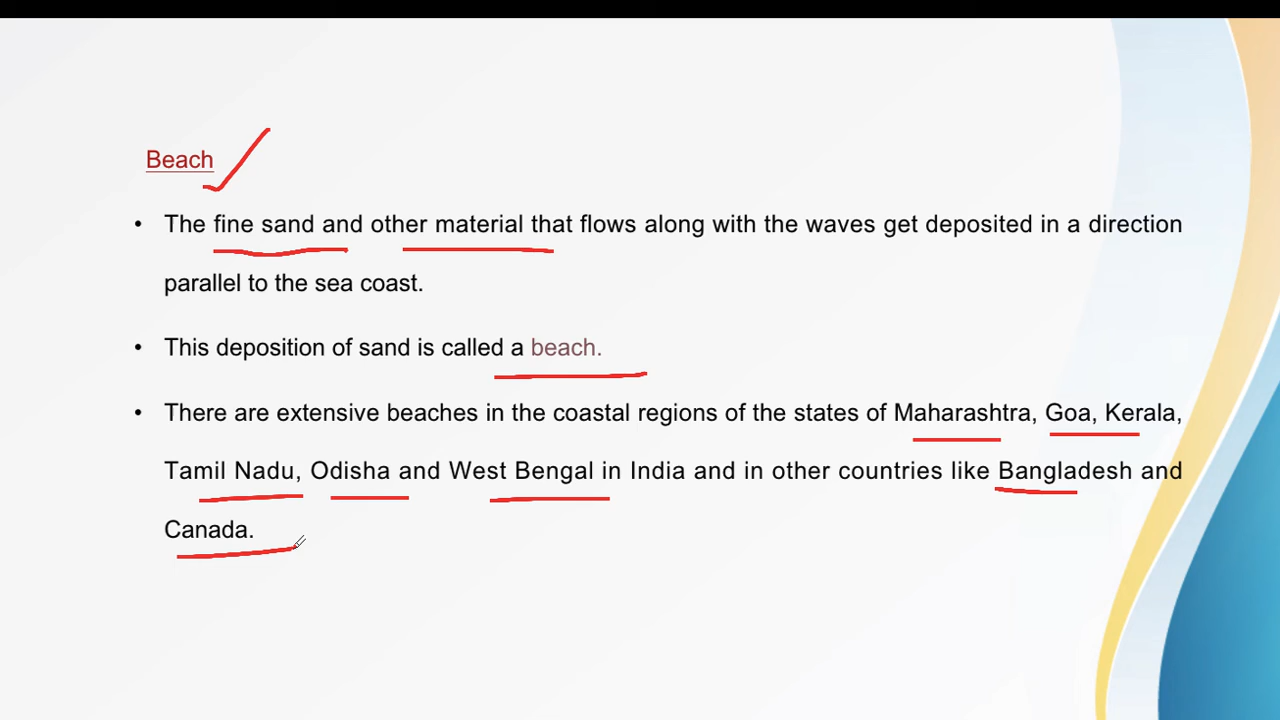 Beach
• The fine sand and other material that flows along with the waves get deposited in a direction
parallel to the sea coast.
• This deposition of sand is called a beach.
• There are extensive beaches in the coastal regions of the states of Maharashtra, Goa, Kerala,
Tamil Nadu, Odisha and West Bengal in India and in other countries like Bangladesh and
Canada.